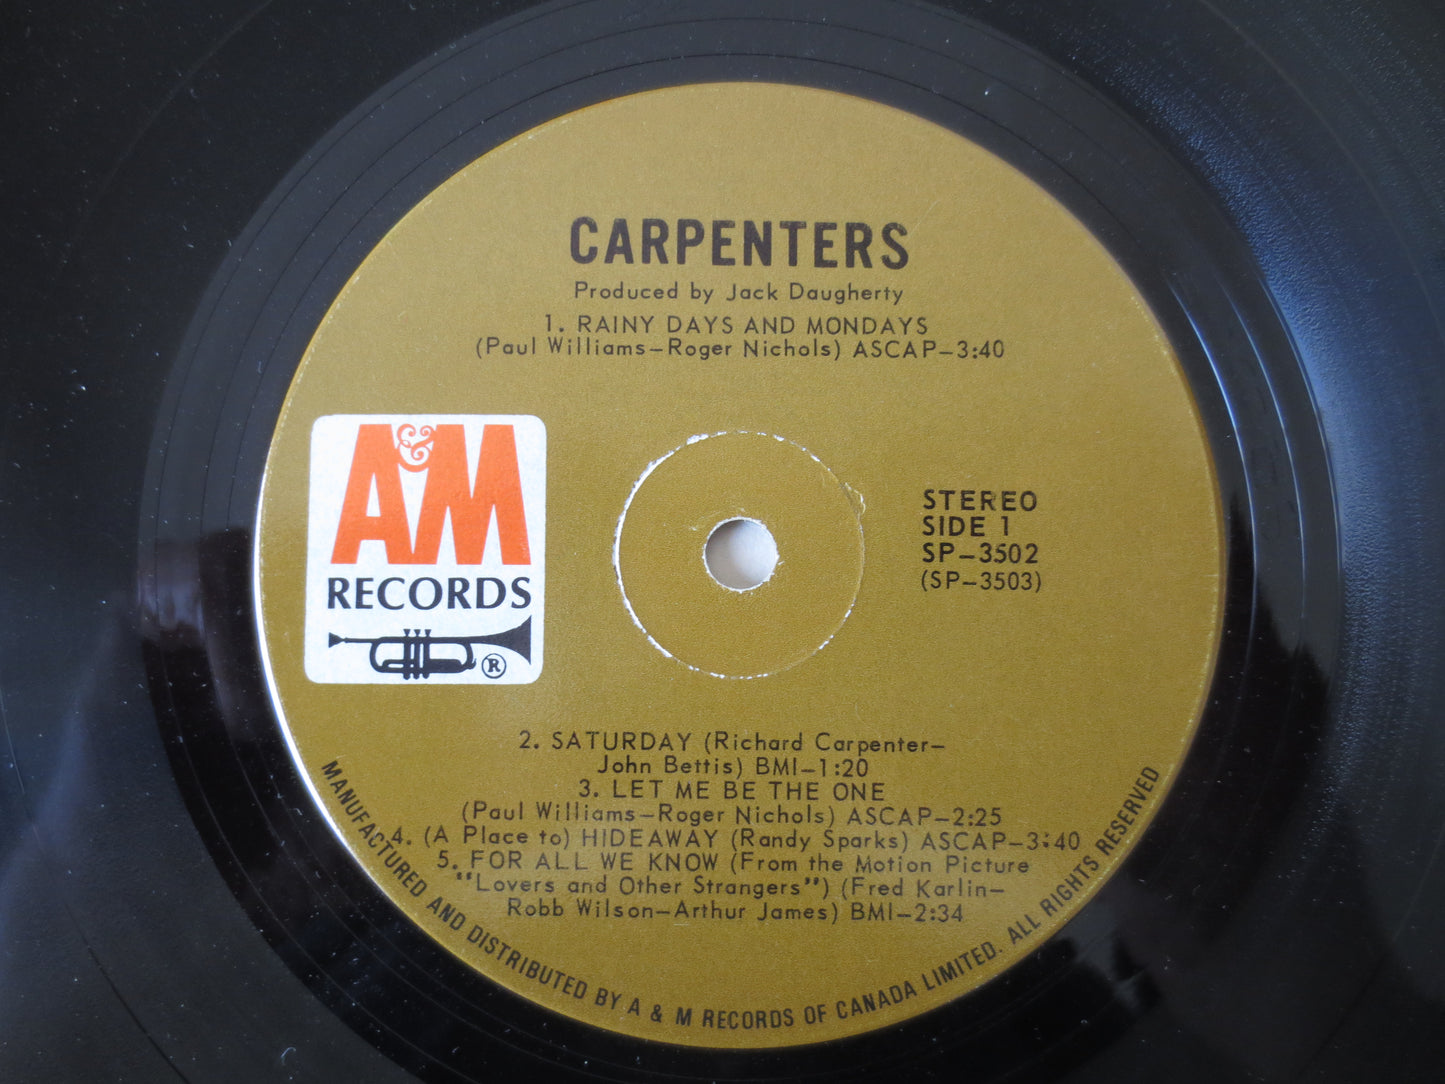 CARPENTERS
Produced by Jack Daugherty
1. RAINY DAYS AND MONDAYS
(Paul Williams–Roger Nichols) ASCAP–3:40
A&M
RECORDS
®
STEREO
SIDE 1
SP–3502
(SP–3503)
2. SATURDAY (Richard Carpenter–
John Bettis) BMI–1:20
3. LET ME BE THE ONE
(Paul Williams–Roger Nichols) ASCAP–2:25
4. (A Place to) HIDEAWAY (Randy Sparks) ASCAP–3:40
5. FOR ALL WE KNOW (From the Motion Picture
"Lovers and Other Strangers") (Fred Karlin–
Robb Wilson–Arthur James) BMI–2:34
MANUFACTURED AND DISTRIBUTED BY A & M RECORDS OF CANADA LIMITED. ALL RIGHTS RESERVED